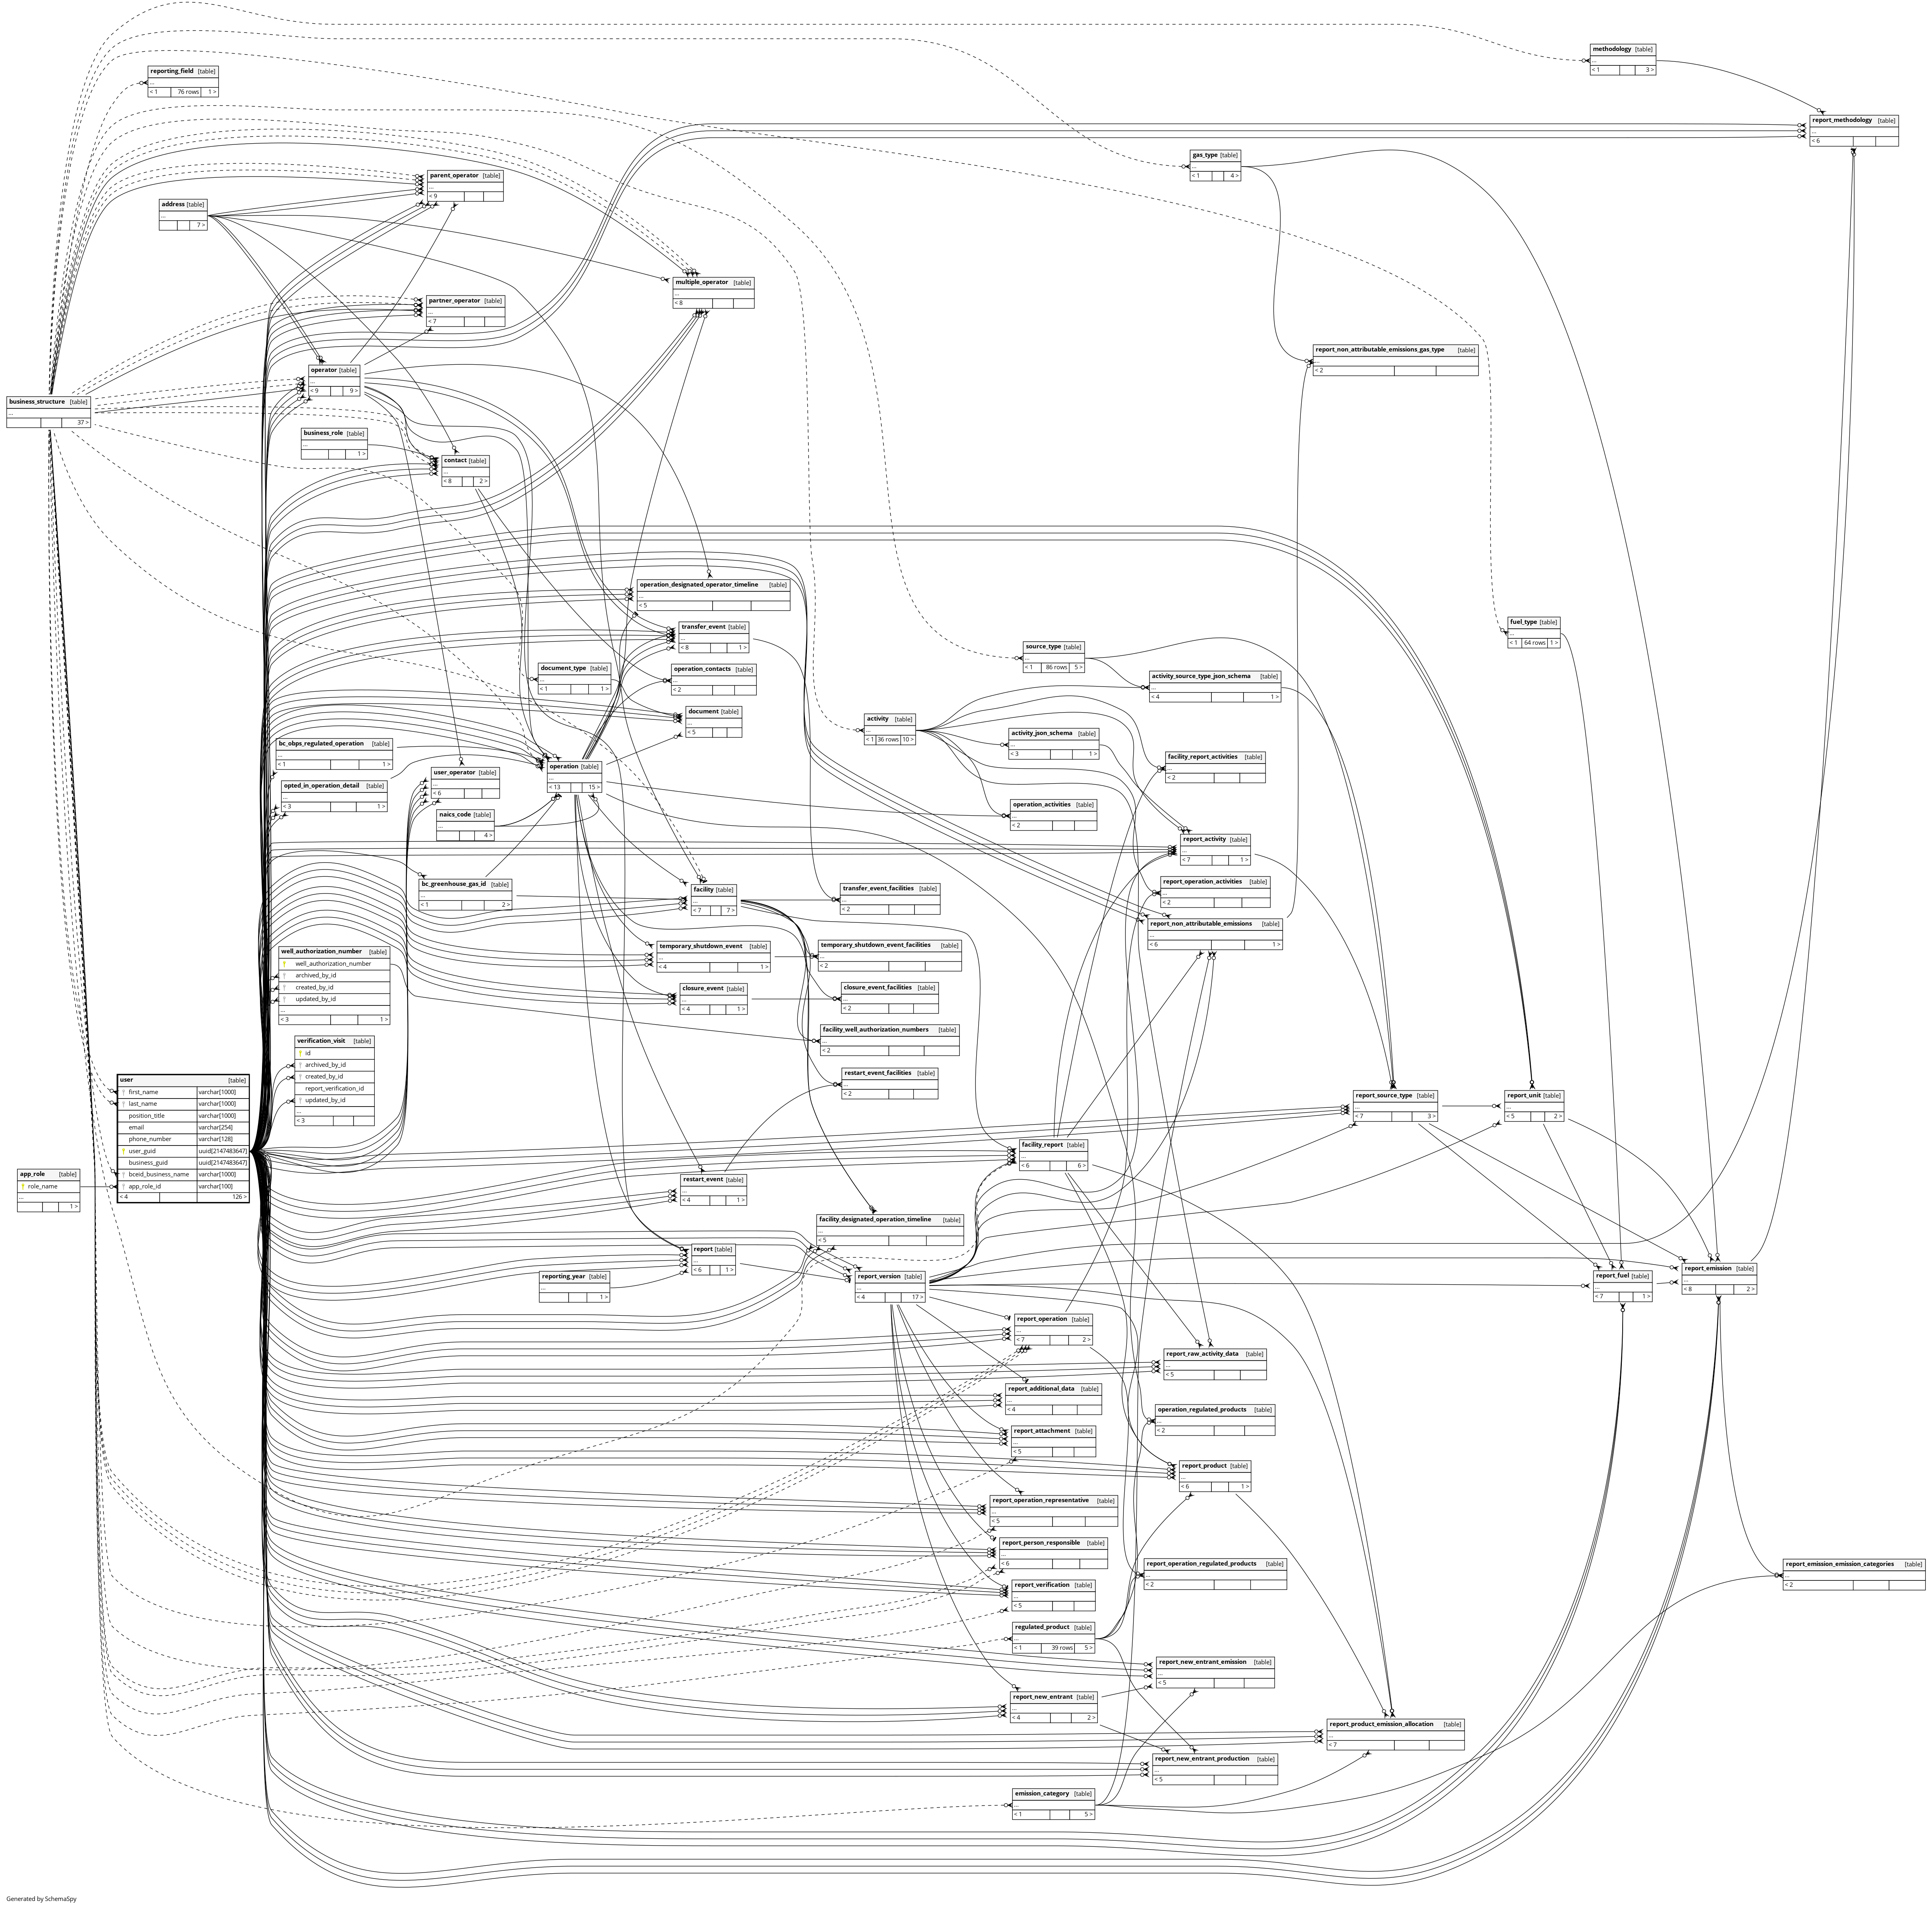 methodology [table]
...
< 1 3 >
reporting_field [table]
...
< 1 76 rows 1 >
report_methodology [table]
...
< 6
gas_type [table]
...
< 1 4 >
parent_operator [table]
...
< 9
address [table]
...
7 >
multiple_operator [table]
...
< 8
partner_operator [table]
...
< 7
report_non_attributable_emissions_gas_type [table]
...
< 2
operator [table]
...
< 9 9 >
business_structure [table]
...
37 >
business_role [table]
...
1 >
contact [table]
...
< 8 2 >
operation_designated_operator_timeline [table]
...
< 5
fuel_type [table]
...
< 1 64 rows 1 >
transfer_event [table]
...
< 8 1 >
source_type [table]
...
< 1 86 rows 5 >
document_type [table]
...
< 1 1 >
operation_contacts [table]
...
< 2
activity_source_type_json_schema [table]
...
< 4 1 >
document [table]
...
< 5
activity [table]
...
< 1 36 rows 10 >
activity_json_schema [table]
...
< 3 1 >
bc_obps_regulated_operation [table]
...
< 1 1 >
facility_report_activities [table]
...
< 2
operation [table]
...
< 13 15 >
user_operator [table]
...
< 6
opted_in_operation_detail [table]
...
< 3 1 >
operation_activities [table]
...
< 2
naics_code [table]
...
4 >
report_activity [table]
...
< 7 1 >
bc_greenhouse_gas_id [table]
...
< 1 2 >
facility [table]
...
< 7 7 >
transfer_event_facilities [table]
...
< 2
report_operation_activities [table]
...
< 2
report_non_attributable_emissions [table]
...
< 6 1 >
well_authorization_number [table]
well_authorization_number
archived_by_id
created_by_id
updated_by_id
...
< 3 1 >
temporary_shutdown_event [table]
...
< 4 1 >
temporary_shutdown_event_facilities [table]
...
< 2
closure_event [table]
...
< 4 1 >
closure_event_facilities [table]
...
< 2
facility_well_authorization_numbers [table]
...
< 2
verification_visit [table]
id
archived_by_id
created_by_id
report_verification_id
updated_by_id
...
< 3
restart_event_facilities [table]
...
< 2
user [table]
first_name varchar[1000]
last_name varchar[1000]
position_title varchar[1000]
email varchar[254]
phone_number varchar[128]
user_guid uuid[2147483647]
business_guid uuid[2147483647]
bceid_business_name varchar[1000]
app_role_id varchar[100]
< 4 126 >
report_source_type [table]
...
< 7 3 >
report_unit [table]
...
< 5 2 >
facility_report [table]
...
< 6 6 >
app_role [table]
role_name
...
1 >
restart_event [table]
...
< 4 1 >
facility_designated_operation_timeline [table]
...
< 5
report [table]
...
< 6 1 >
reporting_year [table]
...
1 >
report_version [table]
...
< 4 17 >
report_fuel [table]
...
< 7 1 >
report_emission [table]
...
< 8 2 >
report_operation [table]
...
< 7 2 >
report_raw_activity_data [table]
...
< 5
report_additional_data [table]
...
< 4
operation_regulated_products [table]
...
< 2
report_attachment [table]
...
< 5
report_product [table]
...
< 6 1 >
report_operation_representative [table]
...
< 5
report_person_responsible [table]
...
< 6
report_operation_regulated_products [table]
...
< 2
report_emission_emission_categories [table]
...
< 2
report_verification [table]
...
< 5
regulated_product [table]
...
< 1 39 rows 5 >
report_new_entrant_emission [table]
...
< 5
report_new_entrant [table]
...
< 4 2 >
report_product_emission_allocation [table]
...
< 7
report_new_entrant_production [table]
...
< 5
emission_category [table]
...
< 1 5 >
Generated by SchemaSpy